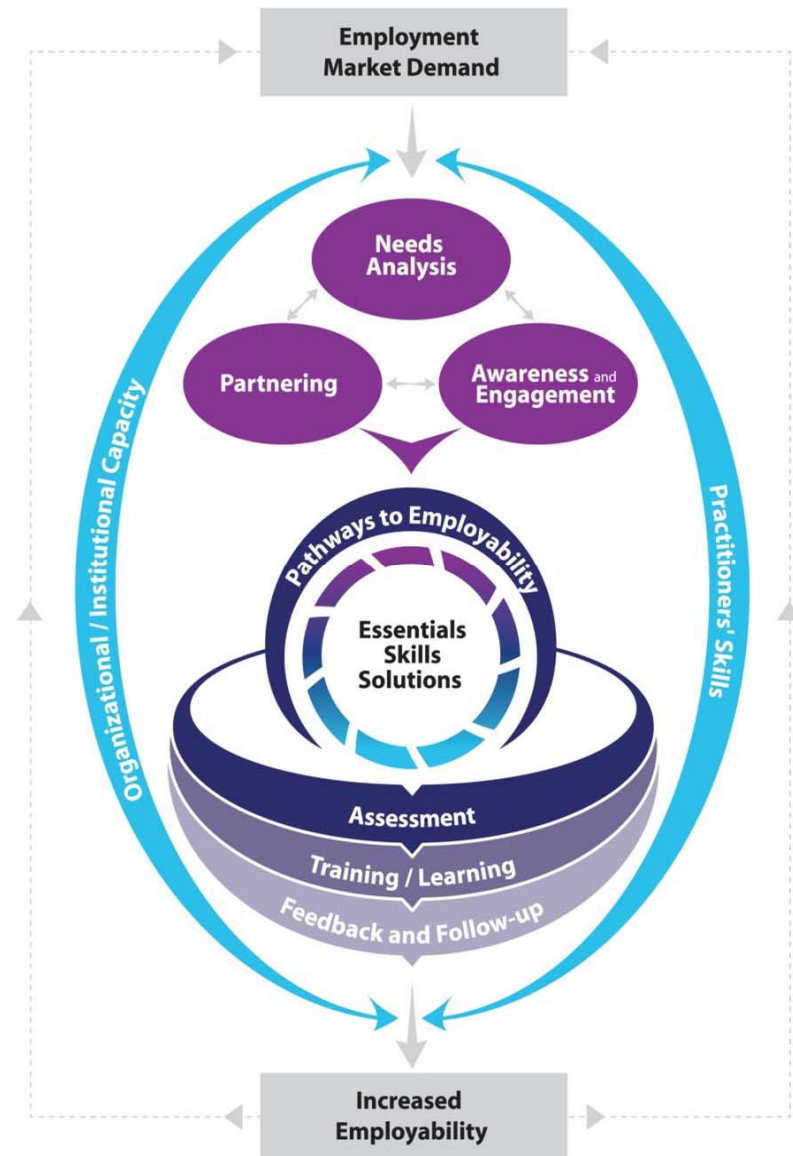 Employment
Market Demand
Needs
Analysis
Partnering
Awareness and
Engagement
Organizational / Institutional Capacity
Practitioners' Skills
Pathways to Employability
Essentials
Skills
Solutions
Assessment
Training / Learning
Feedback and Follow-up
Increased
Employability